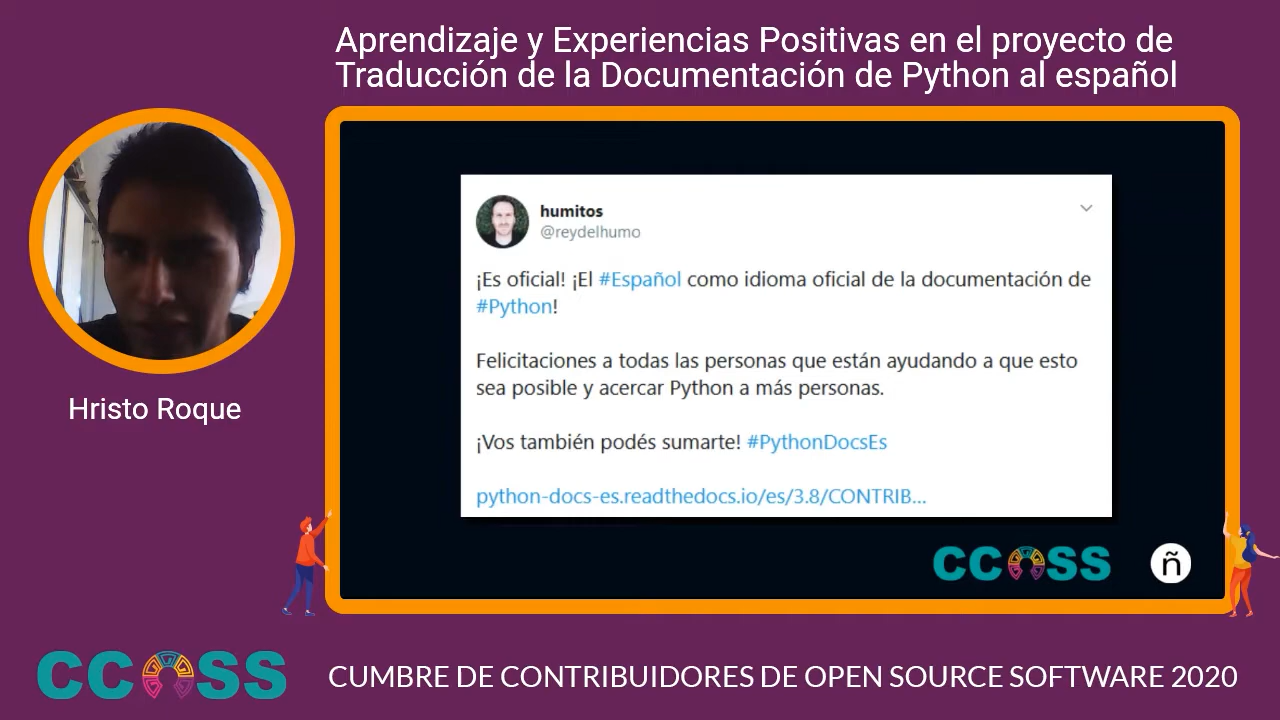 Aprendizaje y Experiencias Positivas en el proyecto de
Traducción de la Documentación de Python al español
humitos
@reydelhumo
¡Es oficial! ¡El #Español como idioma oficial de la documentación de
#Python!
Felicitaciones a todas las personas que están ayudando a que esto
sea posible y acercar Python a más personas.
¡Vos también podés sumarte! #PythonDocsEs
python-docs-es.readthedocs.io/es/3.8/CONTRIB...
Hristo Roque
CCOSS
ñ
CCOSS
CUMBRE DE CONTRIBUIDORES DE OPEN SOURCE SOFTWARE 2020